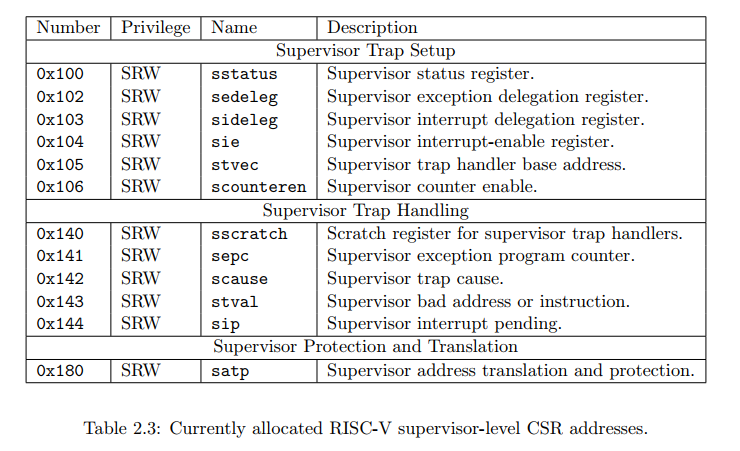 Number Privilege Name Description
Supervisor Trap Setup
0x100 SRW sstatus Supervisor status register.
0x102 SRW sedeleg Supervisor exception delegation register.
0x103 SRW sideleg Supervisor interrupt delegation register.
0x104 SRW sie Supervisor interrupt-enable register.
0x105 SRW stvec Supervisor trap handler base address.
0x106 SRW scounteren Supervisor counter enable.
Supervisor Trap Handling
0x140 SRW sscratch Scratch register for supervisor trap handlers.
0x141 SRW sepc Supervisor exception program counter.
0x142 SRW scause Supervisor trap cause.
0x143 SRW stval Supervisor bad address or instruction.
0x144 SRW sip Supervisor interrupt pending.
Supervisor Protection and Translation
0x180 SRW satp Supervisor address translation and protection.
Table 2.3: Currently allocated RISC-V supervisor-level CSR addresses.